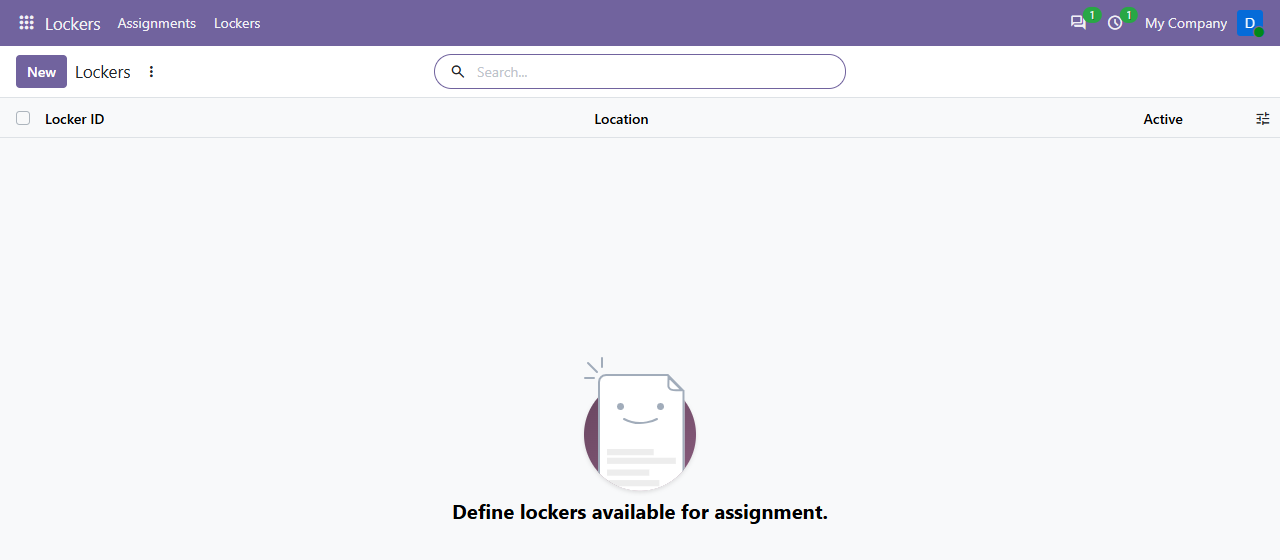 Lockers Assignments Lockers 1 1 My Company D
New Lockers Search...
Locker ID Location Active
Define lockers available for assignment.